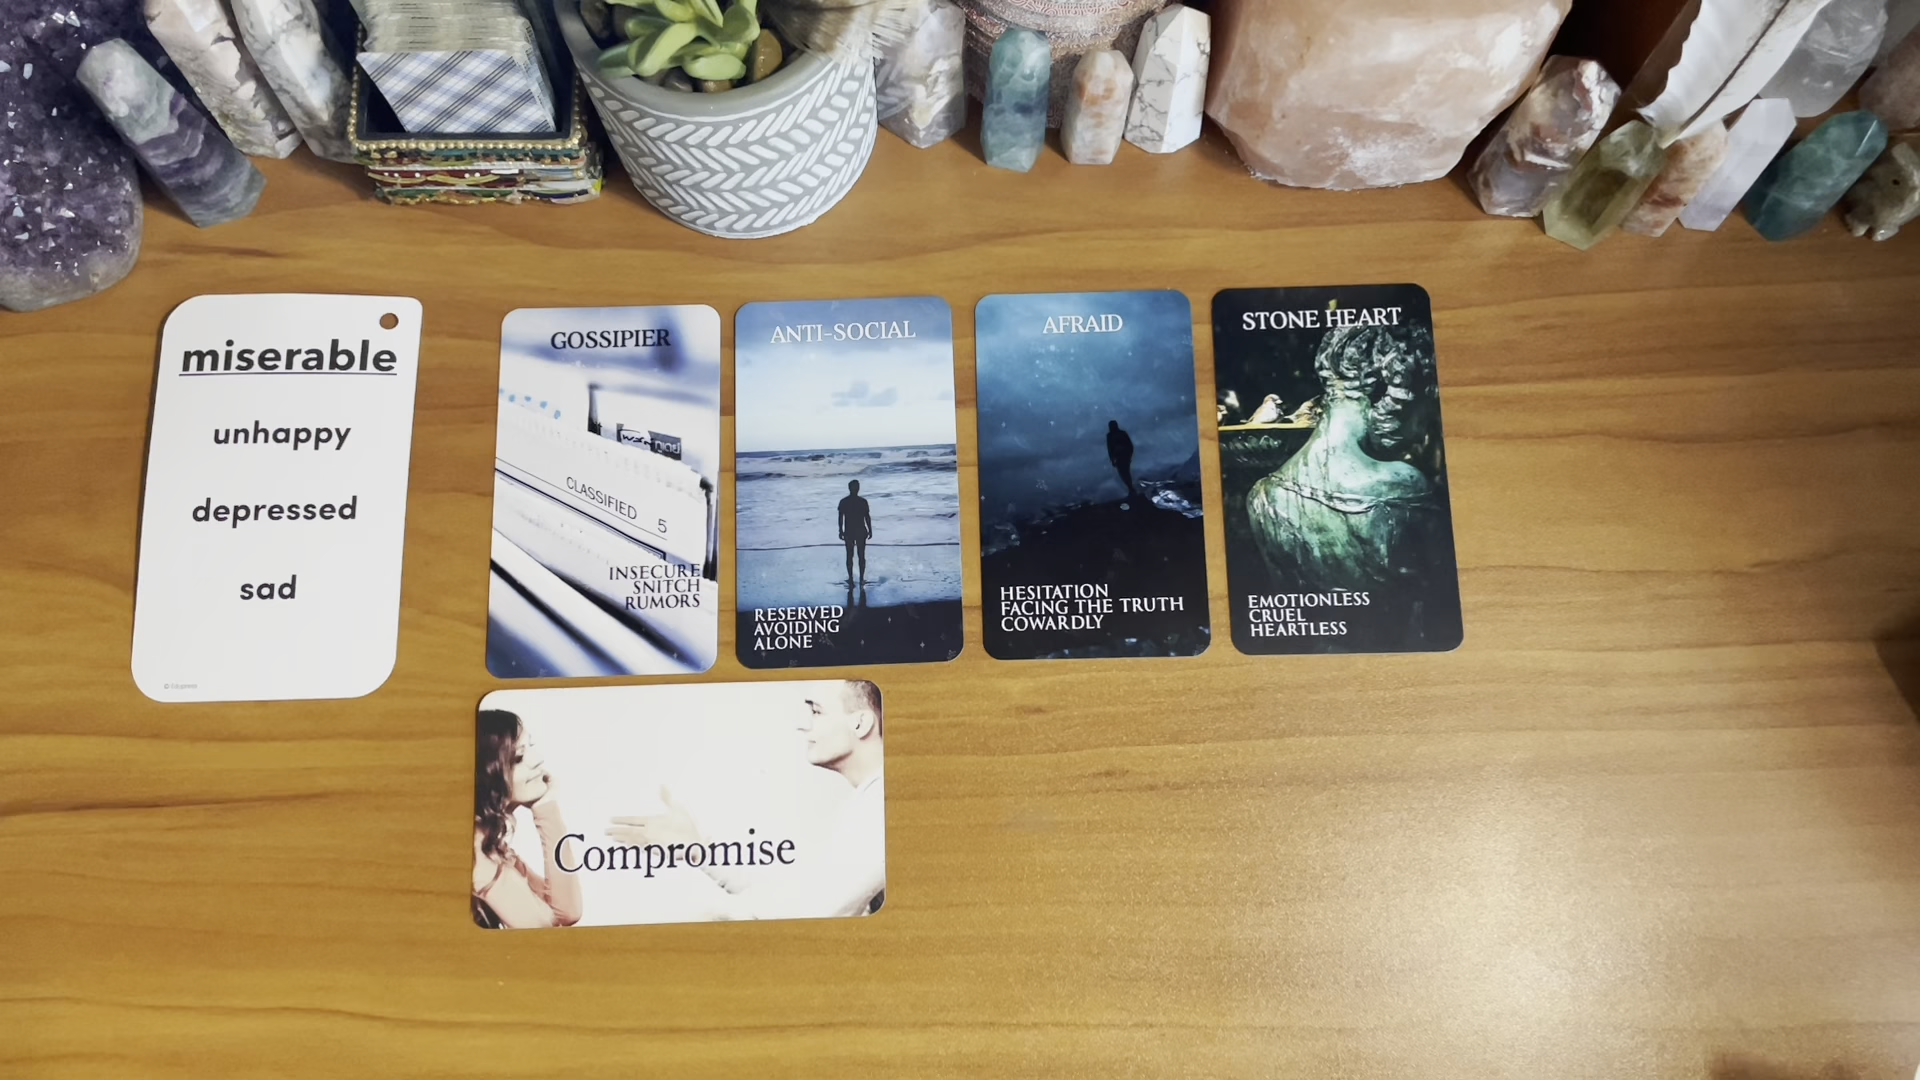 miserable
unhappy
depressed
sad
GOSSIPIER
CLASSIFIED 5
INSECURE
SNITCH
RUMORS
ANTI-SOCIAL
RESERVED
AVOIDING
ALONE
AFRAID
HESITATION
FACING THE TRUTH
COWARDLY
STONE HEART
EMOTIONLESS
CRUEL
HEARTLESS
Compromise